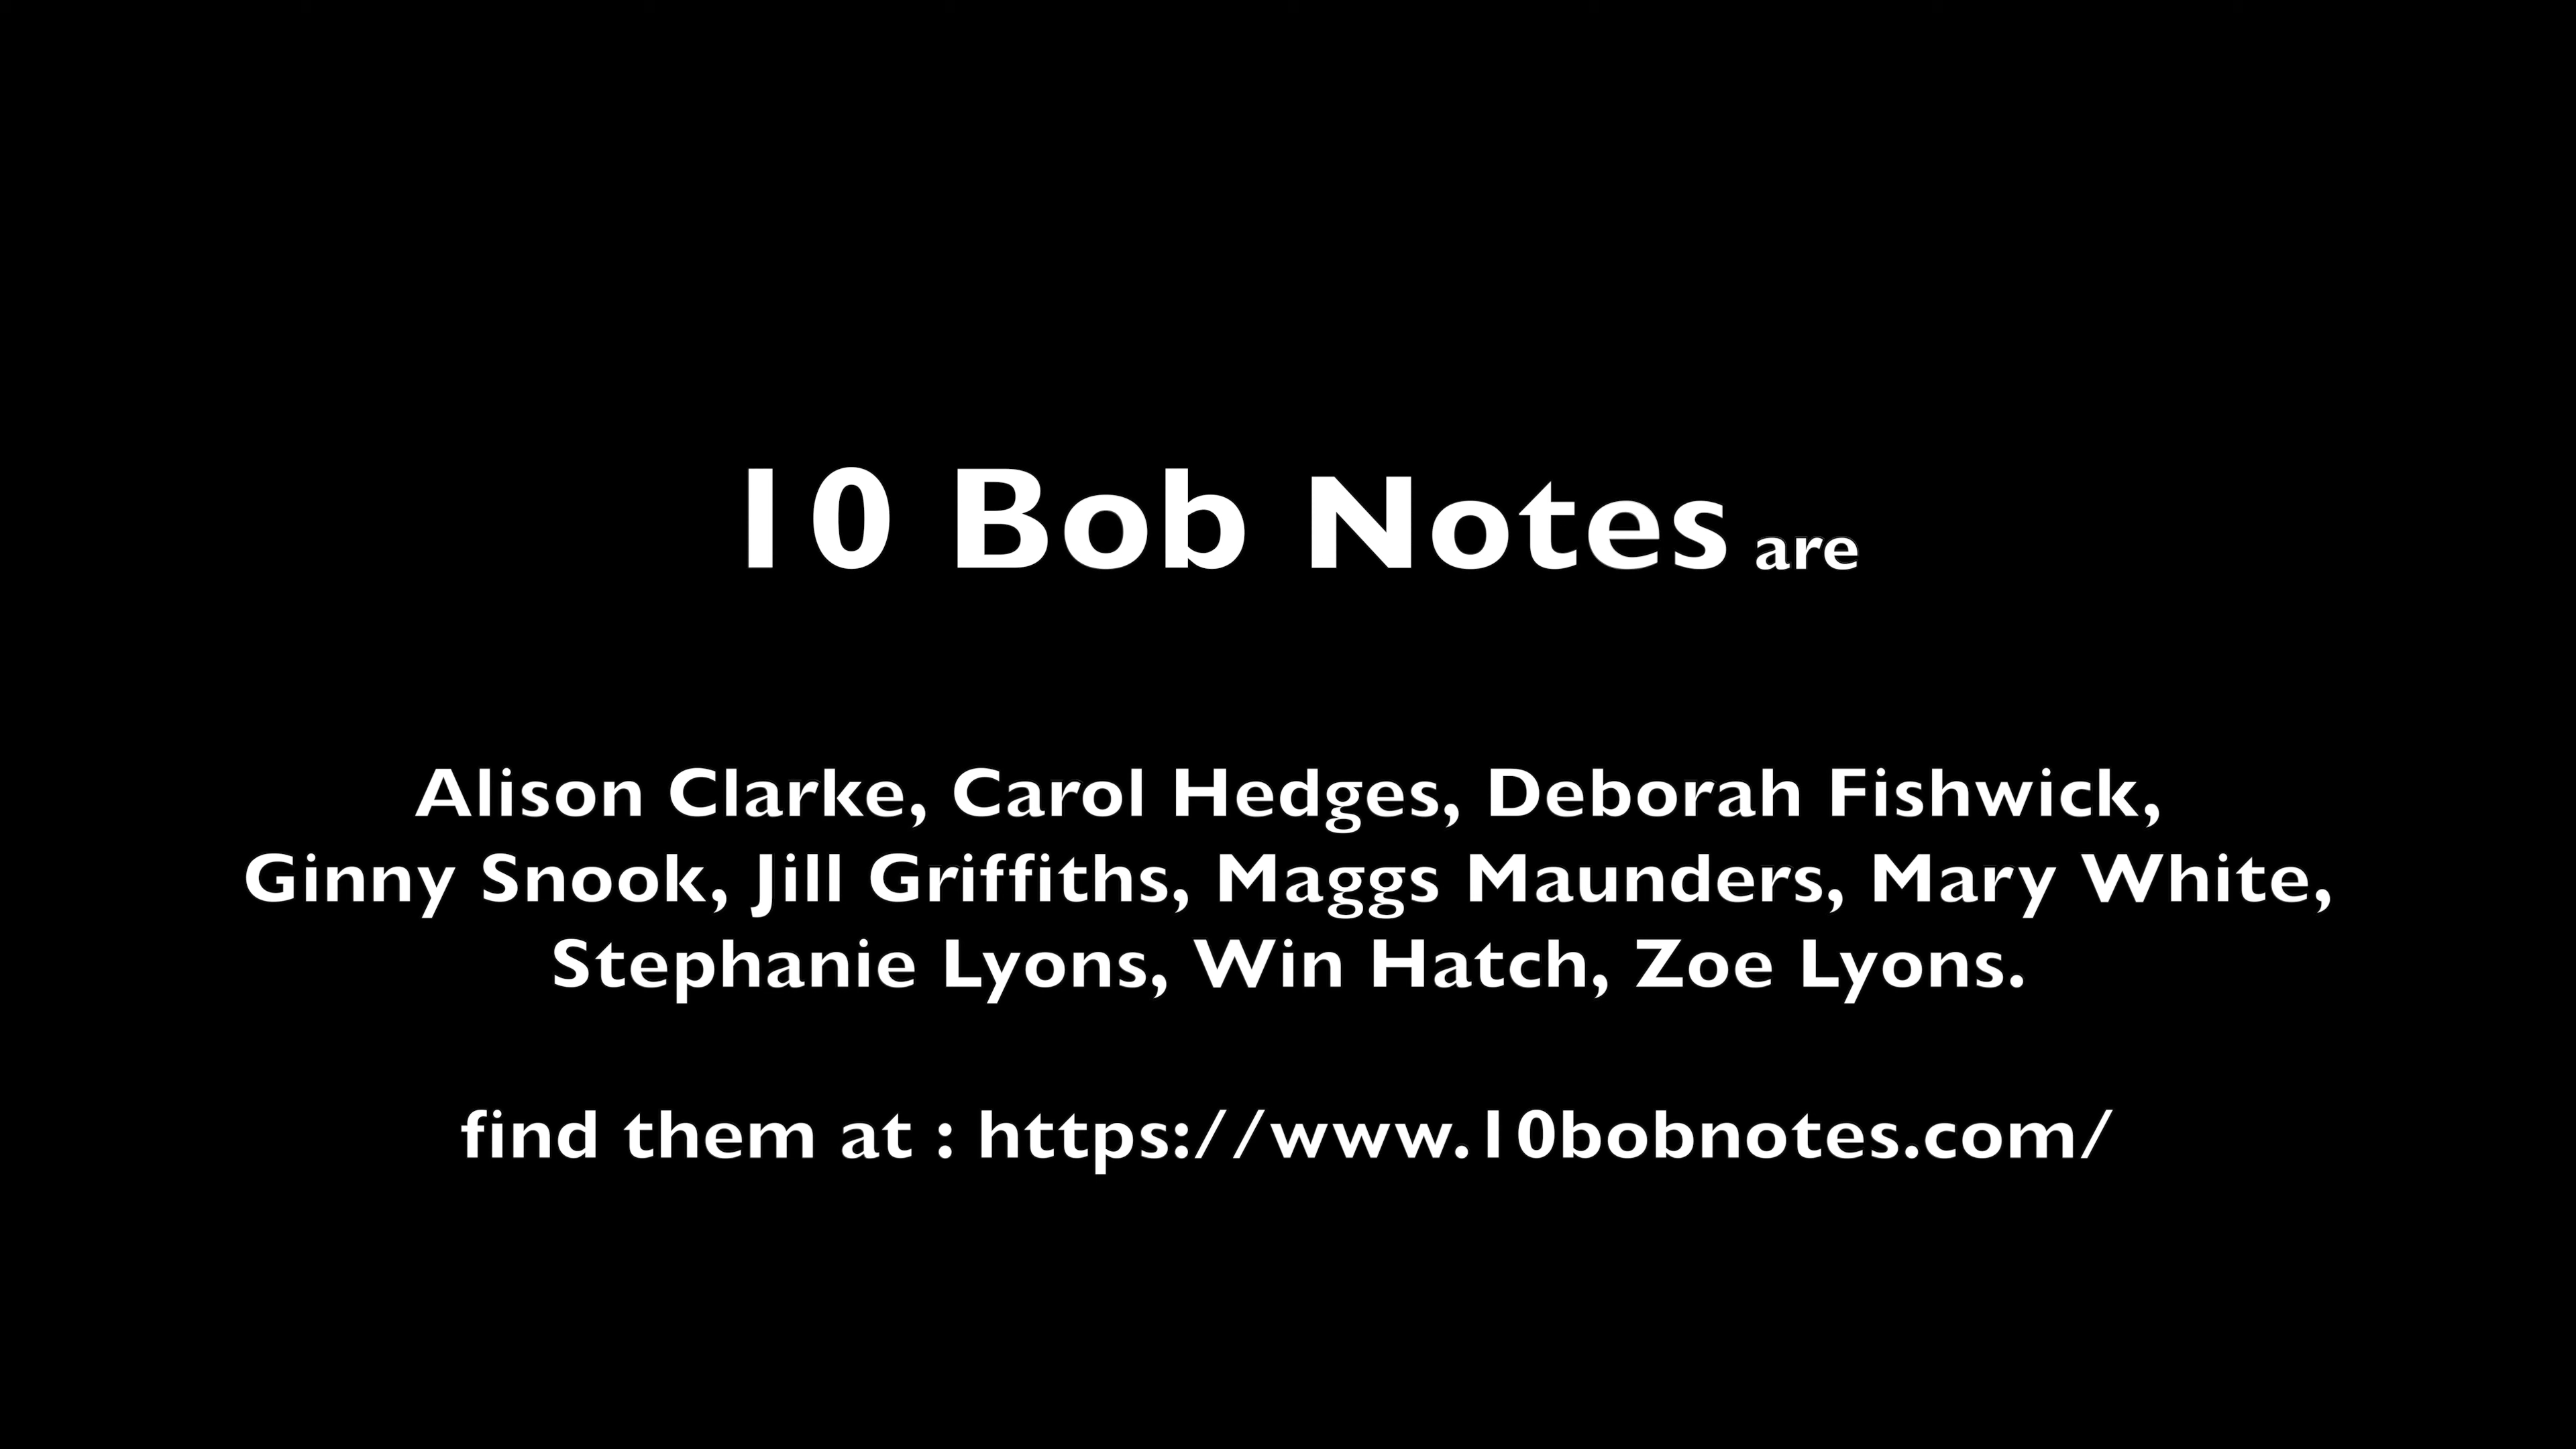 10 Bob Notes are
Alison Clarke, Carol Hedges, Deborah Fishwick,
Ginny Snook, Jill Griffiths, Maggs Maunders, Mary White,
Stephanie Lyons, Win Hatch, Zoe Lyons.
find them at : https://www.10bobnotes.com/